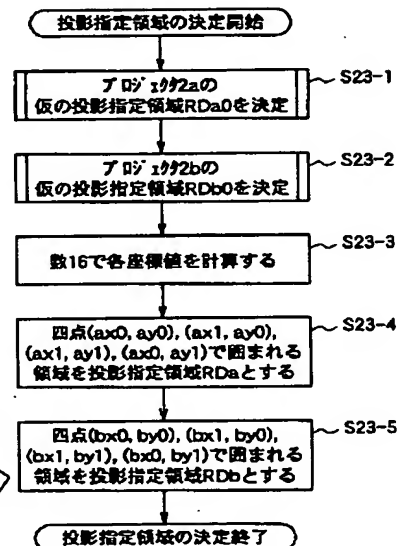 投影指定領域の決定開始
プロジェクタ2aの
仮の投影指定領域RDa0を決定
S23-1
プロジェクタ2bの
仮の投影指定領域RDb0を決定
S23-2
数16で各座標値を計算する
S23-3
四点(ax0, ay0), (ax1, ay0),
(ax1, ay1), (ax0, ay1)で囲まれる
領域を投影指定領域RDaとする
S23-4
四点(bx0, by0), (bx1, by0),
(bx1, by1), (bx0, by1)で囲まれる
領域を投影指定領域RDbとする
S23-5
投影指定領域の決定終了